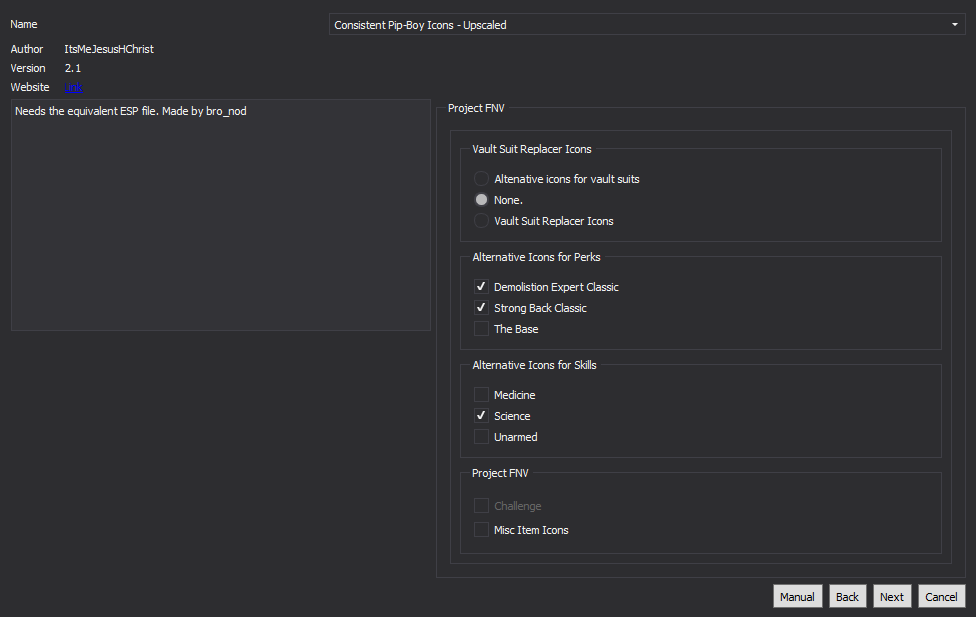 Name
Consistent Pip-Boy Icons - Upscaled
Author ItsMeJesusHChrist
Version 2.1
Website Link
Needs the equivalent ESP file. Made by bro_nod
Project FNV
Vault Suit Replacer Icons
Altenative icons for vault suits
None.
Vault Suit Replacer Icons
Alternative Icons for Perks
Demolistion Expert Classic
Strong Back Classic
The Base
Alternative Icons for Skills
Medicine
Science
Unarmed
Project FNV
Challenge
Misc Item Icons
Manual Back Next Cancel